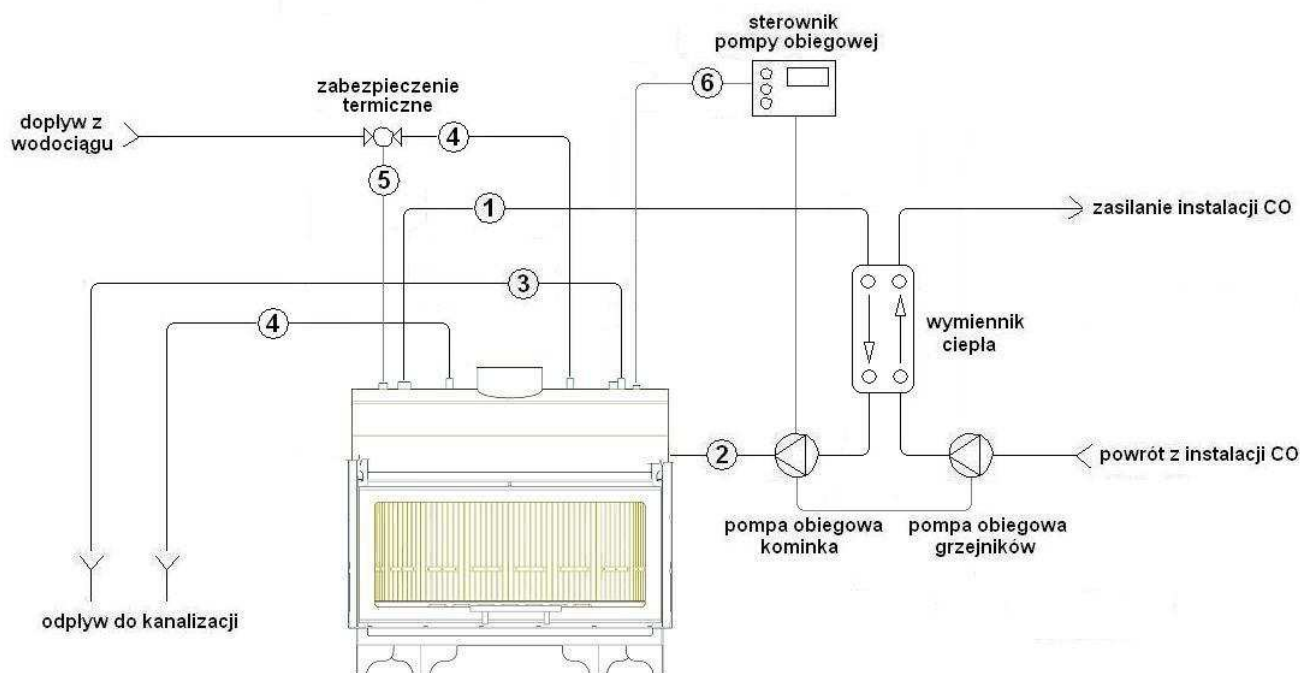 sterownik
pompy obiegowej
6
zabezpieczenie
termiczne
dopływ z
wodociągu
4
5
1
zasilanie instalacji CO
3
4
wymiennik
ciepła
2
powrót z instalacji CO
pompa obiegowa
kominka
pompa obiegowa
grzejników
odpływ do kanalizacji